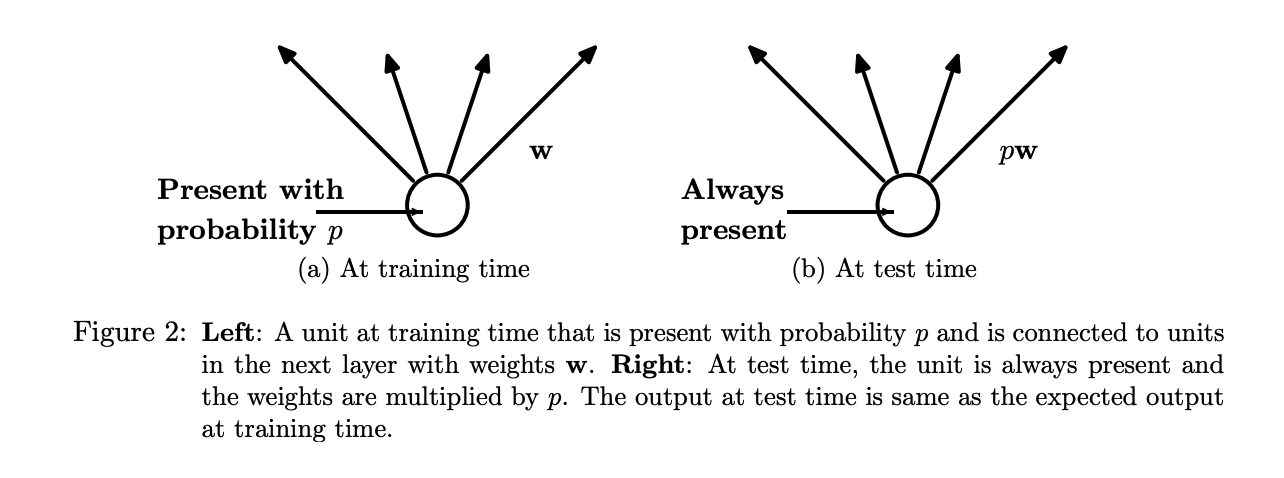 w
pw
Present with
probability p
Always
present
(a) At training time
(b) At test time
Figure 2: Left: A unit at training time that is present with probability p and is connected to units
in the next layer with weights w. Right: At test time, the unit is always present and
the weights are multiplied by p. The output at test time is same as the expected output
at training time.